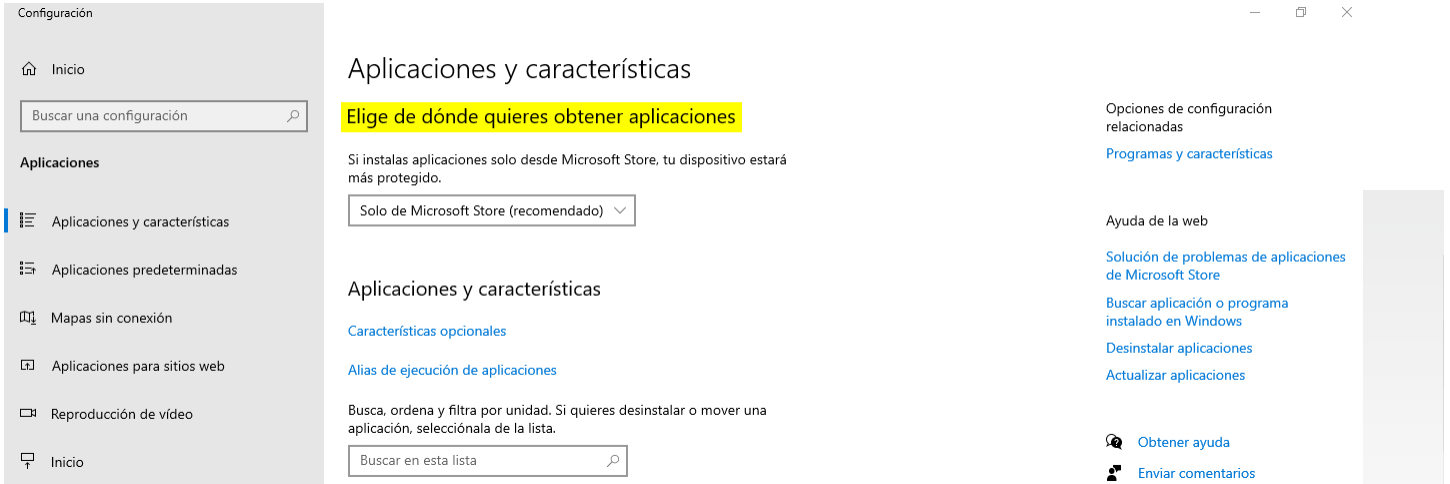 Configuración
Inicio
Buscar una configuración
Aplicaciones
Aplicaciones y características
Aplicaciones predeterminadas
Mapas sin conexión
Aplicaciones para sitios web
Reproducción de vídeo
Inicio
Aplicaciones y características
Elige de dónde quieres obtener aplicaciones
Si instalas aplicaciones solo desde Microsoft Store, tu dispositivo estará
más protegido.
Solo de Microsoft Store (recomendado)
Aplicaciones y características
Características opcionales
Alias de ejecución de aplicaciones
Busca, ordena y filtra por unidad. Si quieres desinstalar o mover una
aplicación, selecciónala de la lista.
Buscar en esta lista
Opciones de configuración
relacionadas
Programas y características
Ayuda de la web
Solución de problemas de aplicaciones
de Microsoft Store
Buscar aplicación o programa
instalado en Windows
Desinstalar aplicaciones
Actualizar aplicaciones
Obtener ayuda
Enviar comentarios